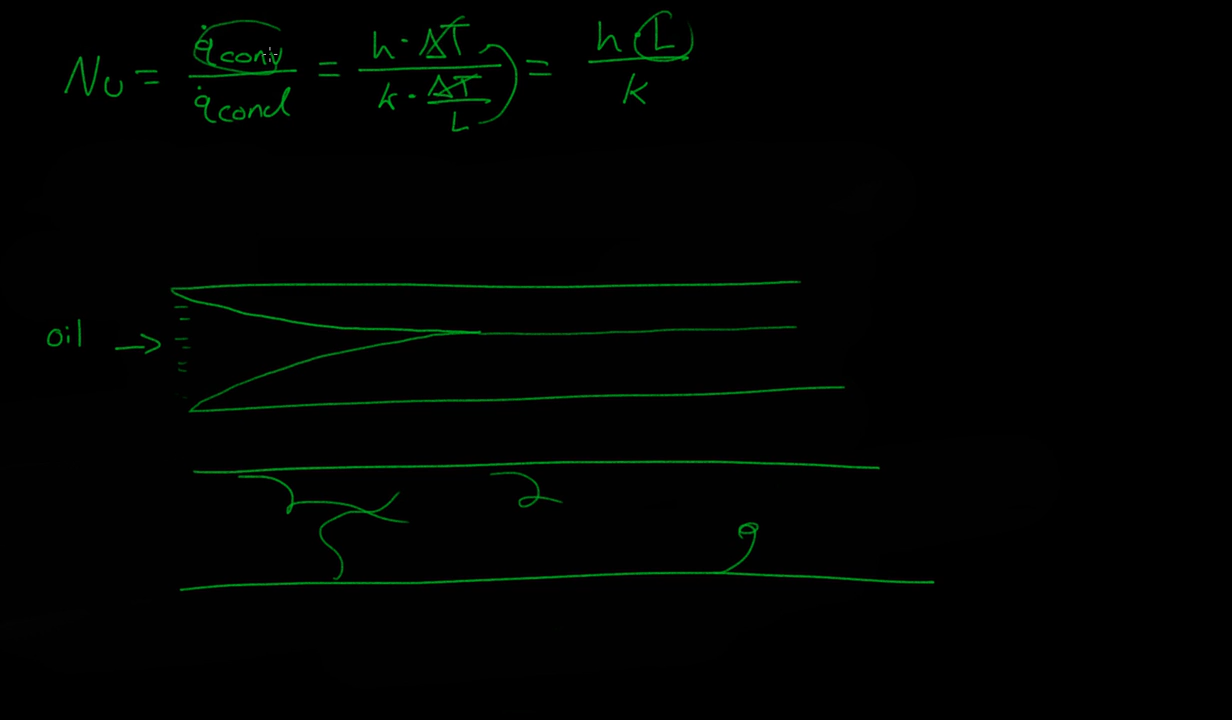 Nu = q̇conv / q̇cond = h · ΔT / k · ΔT/L = h · L / k
oil →